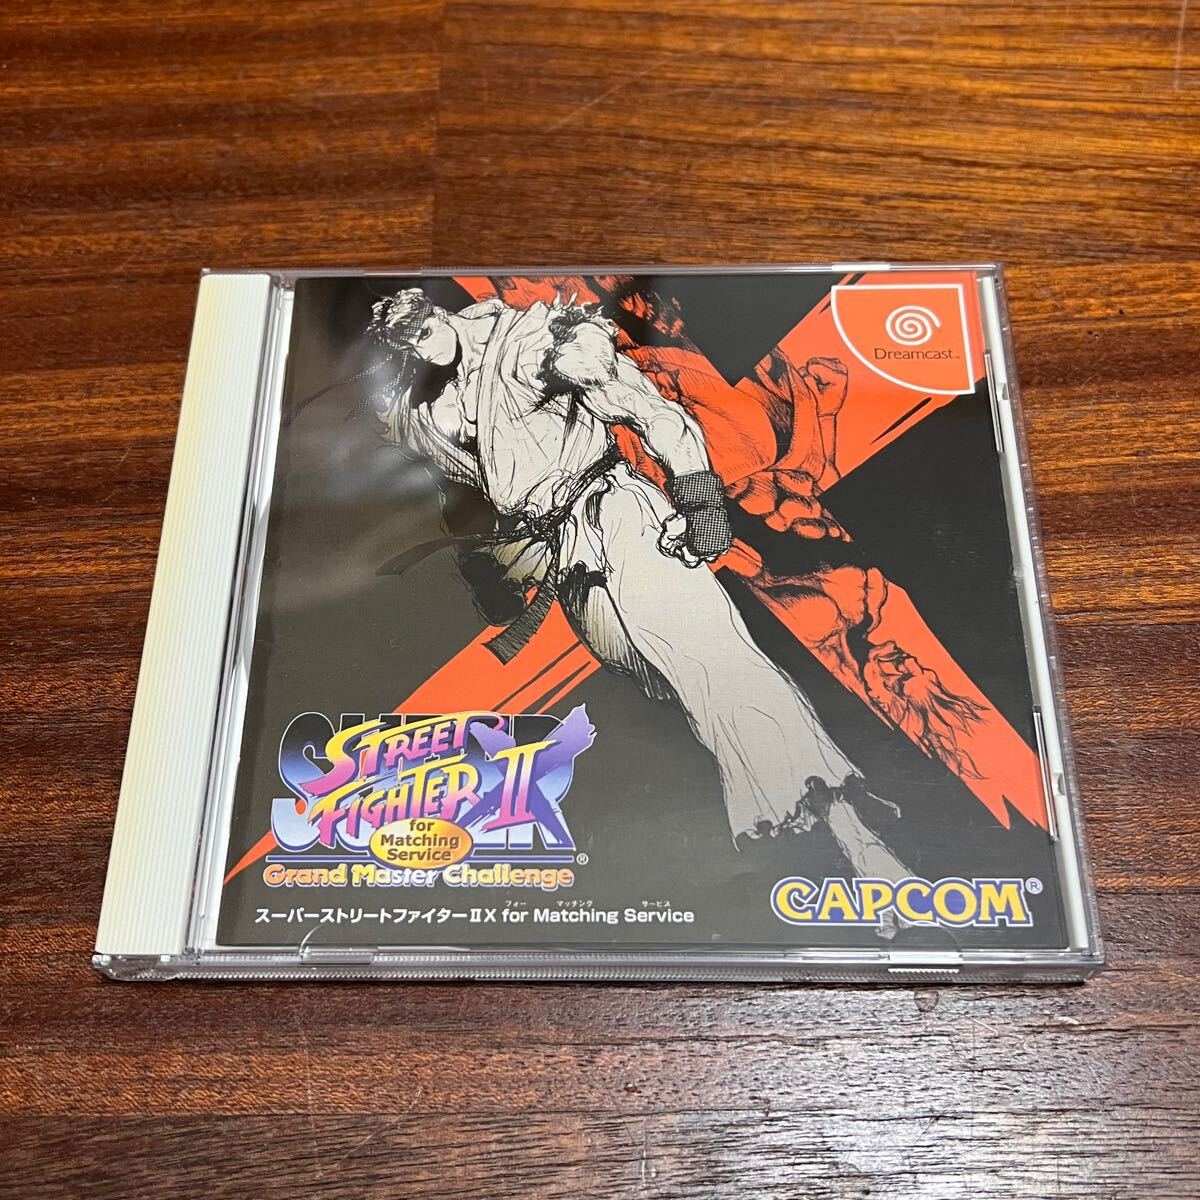 Dreamcast™
SUPER
STREET
FIGHTER II X
for
Matching
Service
Grand Master Challenge
®
フォー マッチング サービス
スーパーストリートファイターⅡX for Matching Service
CAPCOM®